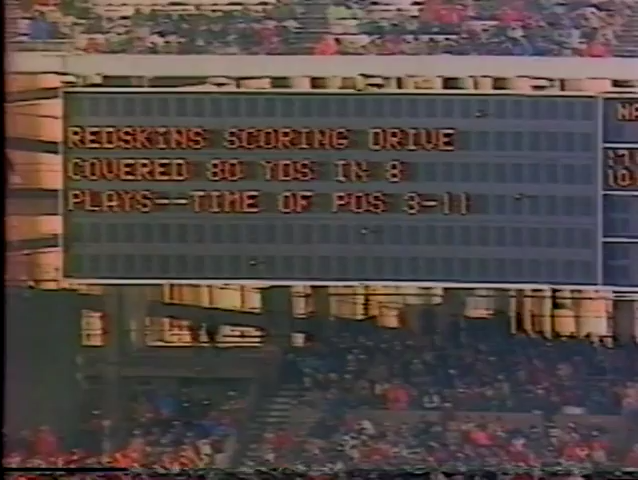 REDSKINS SCORING DRIVE
COVERED 80 YDS IN 8
PLAYS--TIME OF POS 3-11